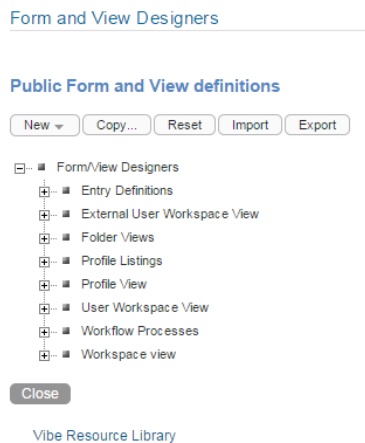 Form and View Designers
Public Form and View definitions
New Copy... Reset Import Export
Form/View Designers
Entry Definitions
External User Workspace View
Folder Views
Profile Listings
Profile View
User Workspace View
Workflow Processes
Workspace view
Close
Vibe Resource Library